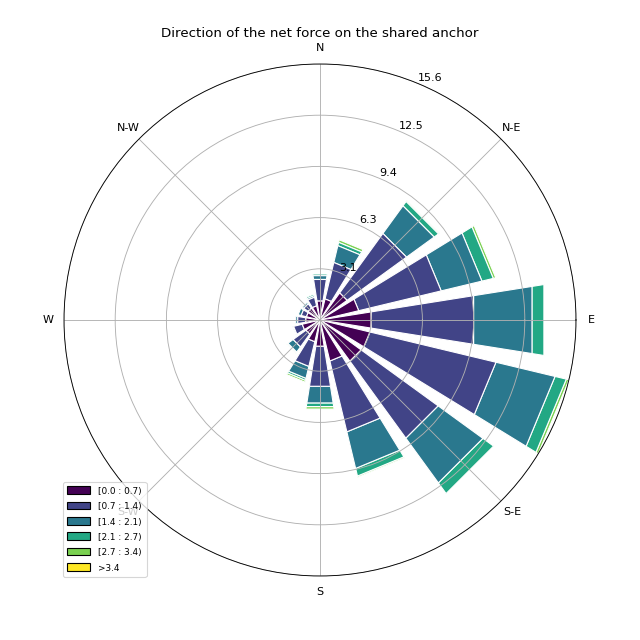 Direction of the net force on the shared anchor
N
15.6
N-W
N-E
12.5
9.4
6.3
3.1
W
E
[0.0 : 0.7)
[0.7 : 1.4)
[1.4 : 2.1)
[2.1 : 2.7)
[2.7 : 3.4)
>3.4
S-W
S-E
S